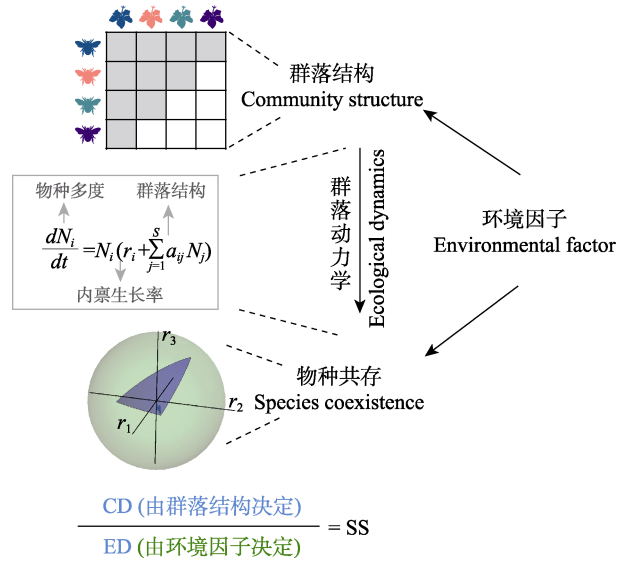 群落结构
Community structure
物种多度 群落结构
dN_i/dt = N_i(r_i + \sum_{j=1}^{S} a_{ij} N_j)
内禀生长率
群落动力学
Ecological dynamics
环境因子
Environmental factor
r_3
r_2
r_1
物种共存
Species coexistence
CD (由群落结构决定)
ED (由环境因子决定)
= SS